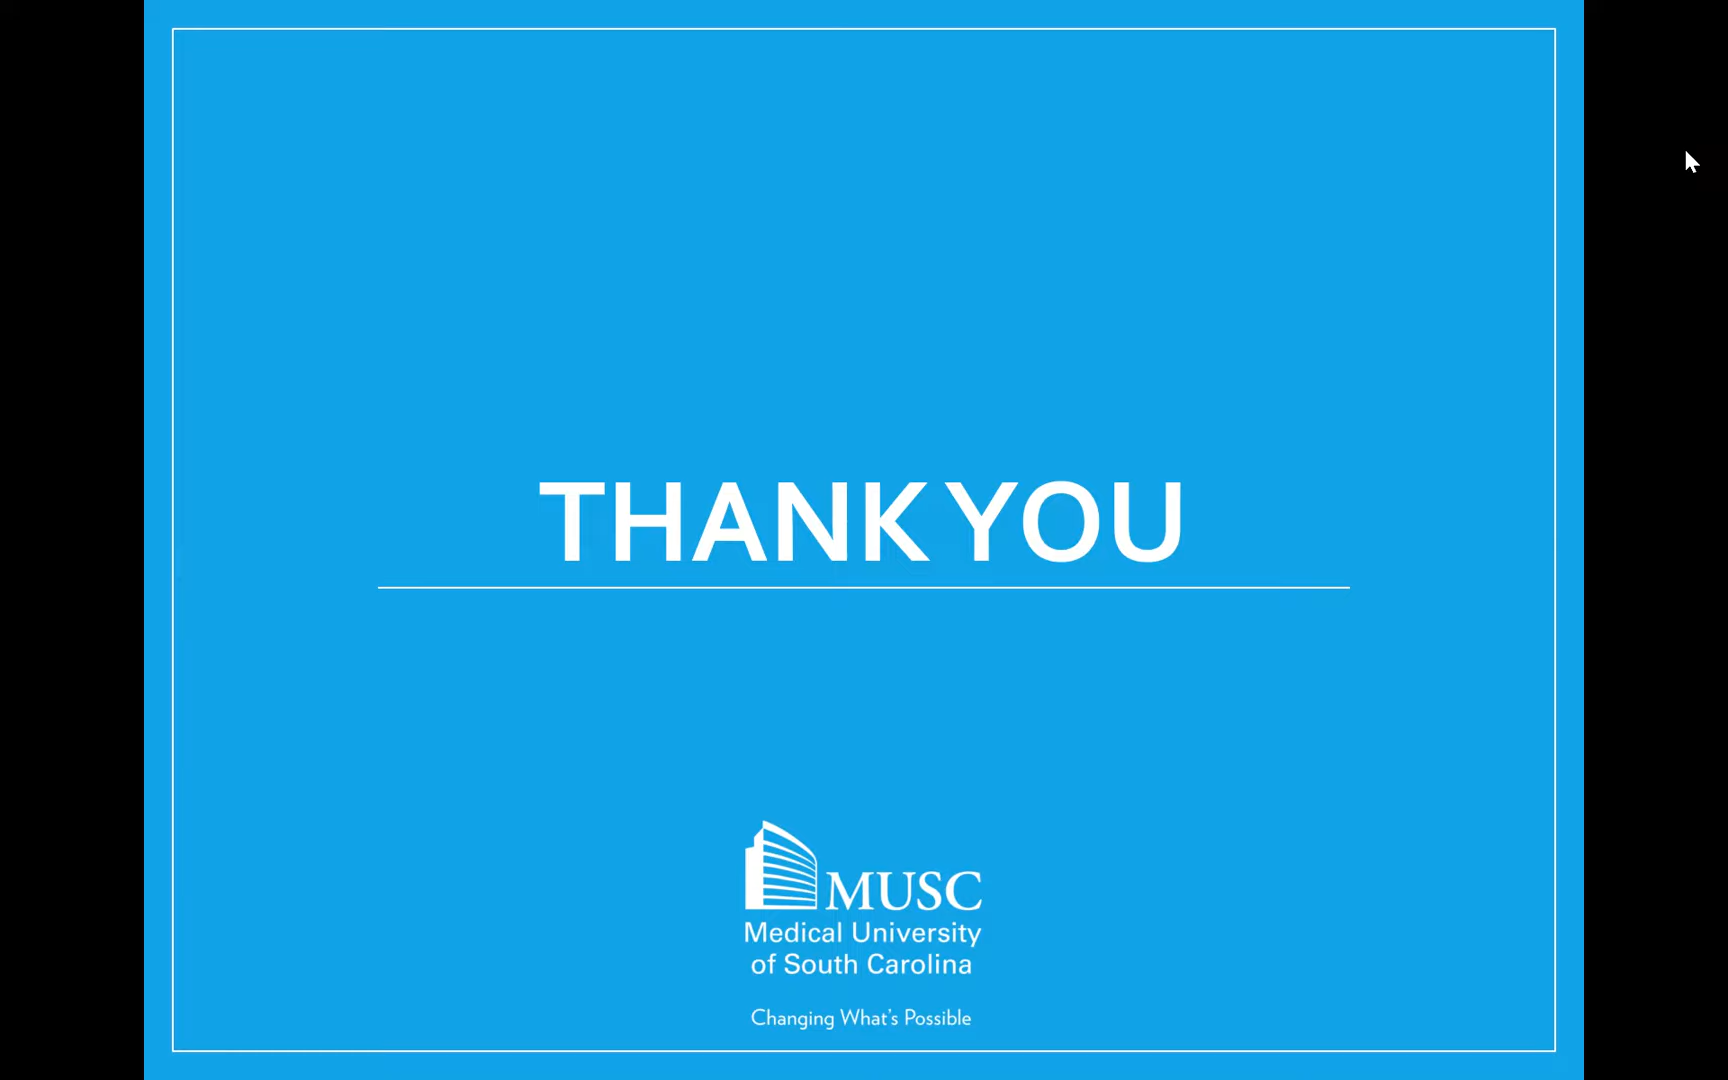 THANK YOU
MUSC
Medical University
of South Carolina
Changing What's Possible